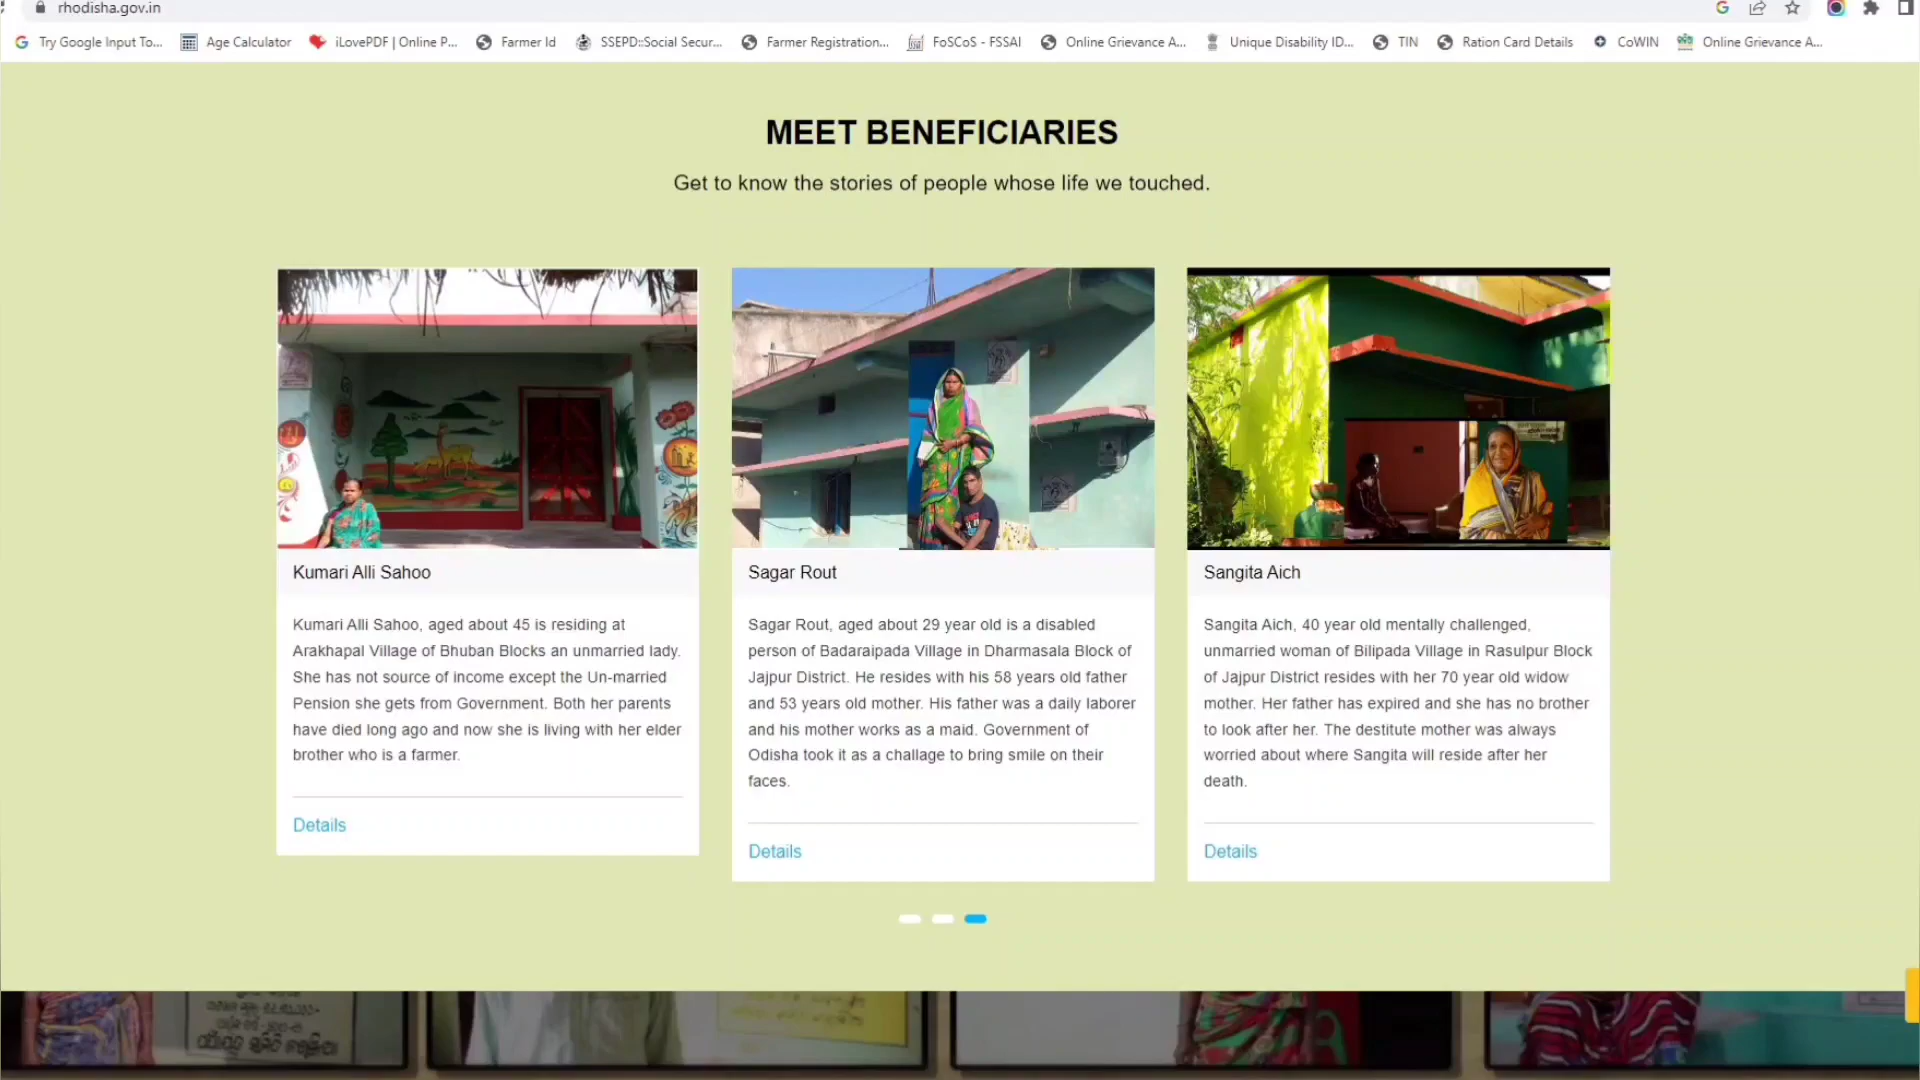 rhodisha.gov.in
Try Google Input To... Age Calculator iLovePDF | Online P... Farmer Id SSEPD::Social Secur... Farmer Registration... FoSCoS - FSSAI Online Grievance A... Unique Disability ID... TIN Ration Card Details CoWIN Online Grievance A...
MEET BENEFICIARIES
Get to know the stories of people whose life we touched.
Kumari Alli Sahoo
Kumari Alli Sahoo, aged about 45 is residing at
Arakhapal Village of Bhuban Blocks an unmarried lady.
She has not source of income except the Un-married
Pension she gets from Government. Both her parents
have died long ago and now she is living with her elder
brother who is a farmer.
Details
Sagar Rout
Sagar Rout, aged about 29 year old is a disabled
person of Badaraipada Village in Dharmasala Block of
Jajpur District. He resides with his 58 years old father
and 53 years old mother. His father was a daily laborer
and his mother works as a maid. Government of
Odisha took it as a challage to bring smile on their
faces.
Details
Sangita Aich
Sangita Aich, 40 year old mentally challenged,
unmarried woman of Bilipada Village in Rasulpur Block
of Jajpur District resides with her 70 year old widow
mother. Her father has expired and she has no brother
to look after her. The destitute mother was always
worried about where Sangita will reside after her
death.
Details